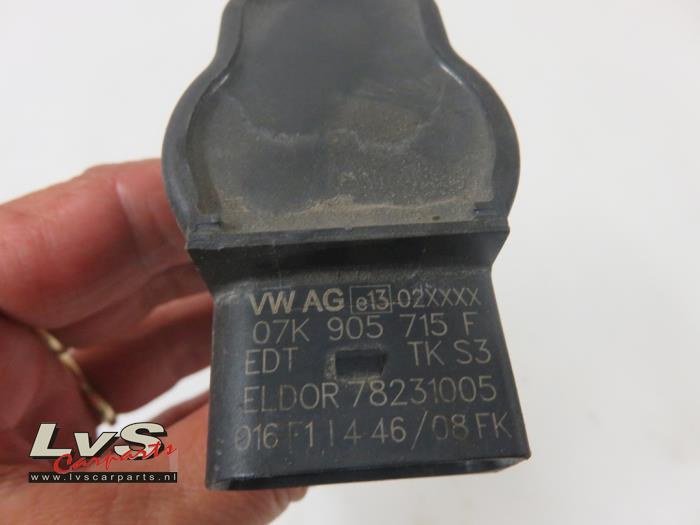 VW AG e13 02XXXX
07K 905 715 F
EDT TK S3
ELDOR 78231005
016 F1 14 46/08 FK
LvS
Carparts
www.lvscarparts.nl